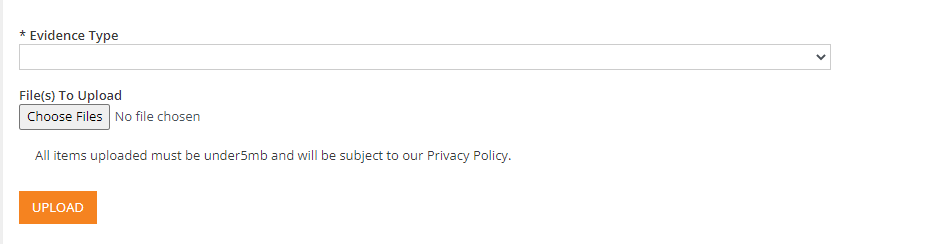 * Evidence Type
File(s) To Upload
Choose Files No file chosen
All items uploaded must be under5mb and will be subject to our Privacy Policy.
UPLOAD